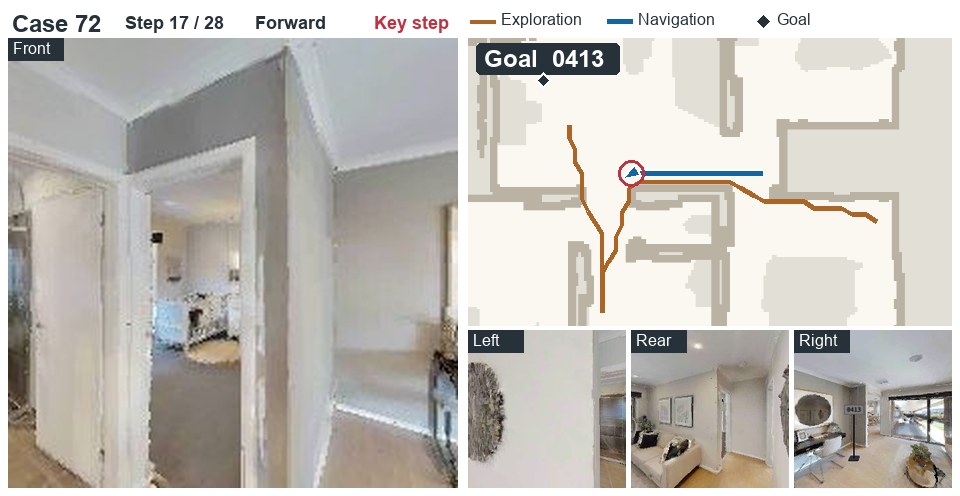 Case 72 Step 17 / 28 Forward Key step
Exploration Navigation Goal
Front
Goal 0413
Left
Rear
Right
0413